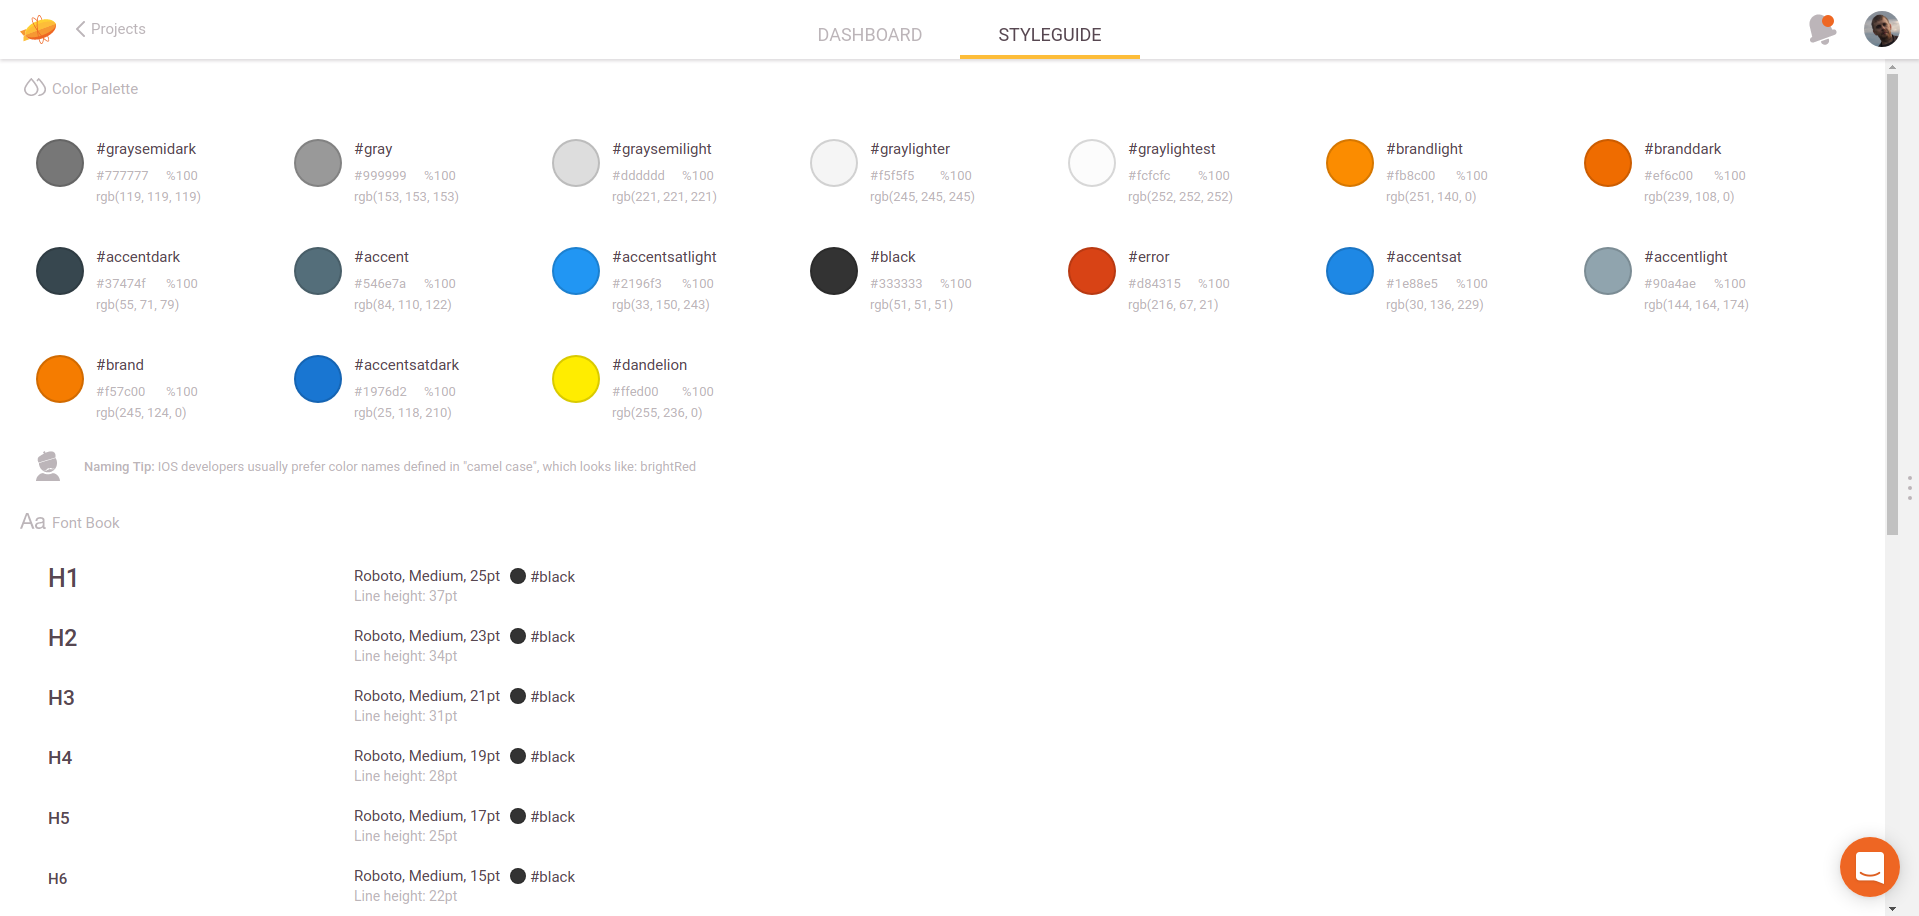 Projects
DASHBOARD
STYLEGUIDE
Color Palette
#graysemidark
#777777 %100
rgb(119, 119, 119)
#gray
#999999 %100
rgb(153, 153, 153)
#graysemilight
#dddddd %100
rgb(221, 221, 221)
#graylighter
#f5f5f5 %100
rgb(245, 245, 245)
#graylightest
#fcfcfc %100
rgb(252, 252, 252)
#brandlight
#fb8c00 %100
rgb(251, 140, 0)
#branddark
#ef6c00 %100
rgb(239, 108, 0)
#accentdark
#37474f %100
rgb(55, 71, 79)
#accent
#546e7a %100
rgb(84, 110, 122)
#accentsatlight
#2196f3 %100
rgb(33, 150, 243)
#black
#333333 %100
rgb(51, 51, 51)
#error
#d84315 %100
rgb(216, 67, 21)
#accentsat
#1e88e5 %100
rgb(30, 136, 229)
#accentlight
#90a4ae %100
rgb(144, 164, 174)
#brand
#f57c00 %100
rgb(245, 124, 0)
#accentsatdark
#1976d2 %100
rgb(25, 118, 210)
#dandelion
#ffed00 %100
rgb(255, 236, 0)
Naming Tip: IOS developers usually prefer color names defined in "camel case", which looks like: brightRed
Aa Font Book
H1
Roboto, Medium, 25pt #black
Line height: 37pt
H2
Roboto, Medium, 23pt #black
Line height: 34pt
H3
Roboto, Medium, 21pt #black
Line height: 31pt
H4
Roboto, Medium, 19pt #black
Line height: 28pt
H5
Roboto, Medium, 17pt #black
Line height: 25pt
H6
Roboto, Medium, 15pt #black
Line height: 22pt